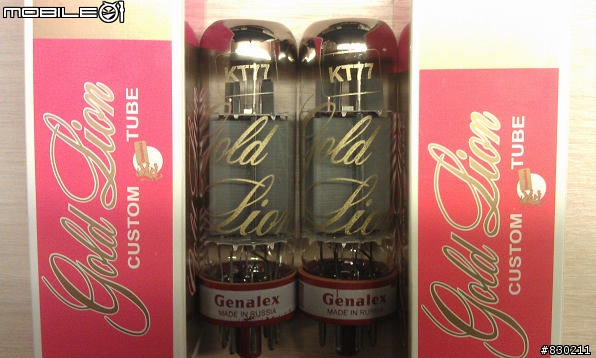 MOBILE01
Gold Lion
CUSTOM TUBE
KT77
Gold
Lion
Genalex
MADE IN RUSSIA
KT77
Gold
Lion
Genalex
MADE IN RUSSIA
Gold Lion
CUSTOM TUBE
#830211